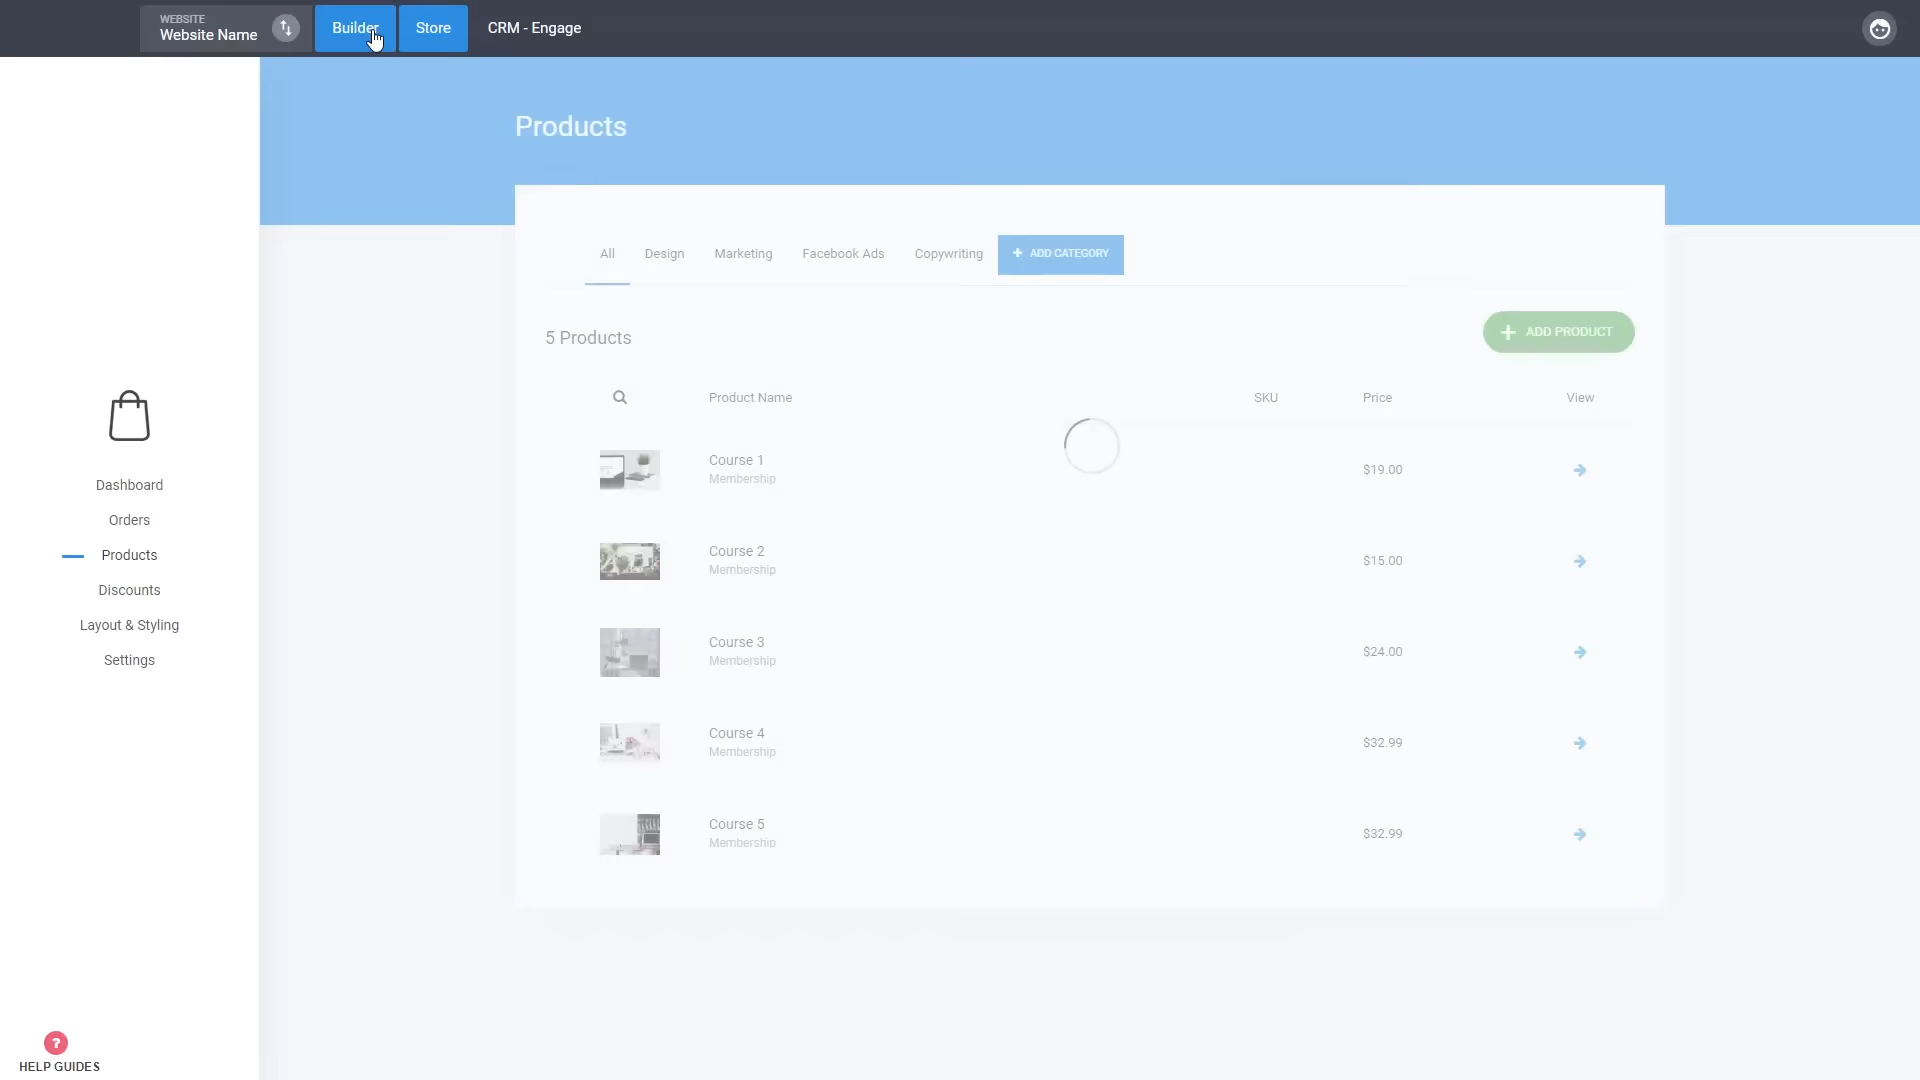 WEBSITE
Website Name
Builder
Store
CRM - Engage
Products
All
Design
Marketing
Facebook Ads
Copywriting
ADD CATEGORY
5 Products
ADD PRODUCT
Product Name
SKU
Price
View
Course 1
Membership
$19.00
Course 2
Membership
$15.00
Course 3
Membership
$24.00
Course 4
Membership
$32.99
Course 5
Membership
$32.99
Dashboard
Orders
Products
Discounts
Layout & Styling
Settings
?
HELP GUIDES